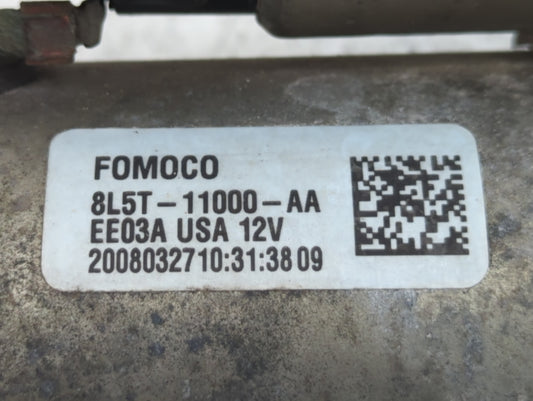 FOMOCO
8L5T-11000-AA
EE03A USA 12V
2008032710:31:38 09